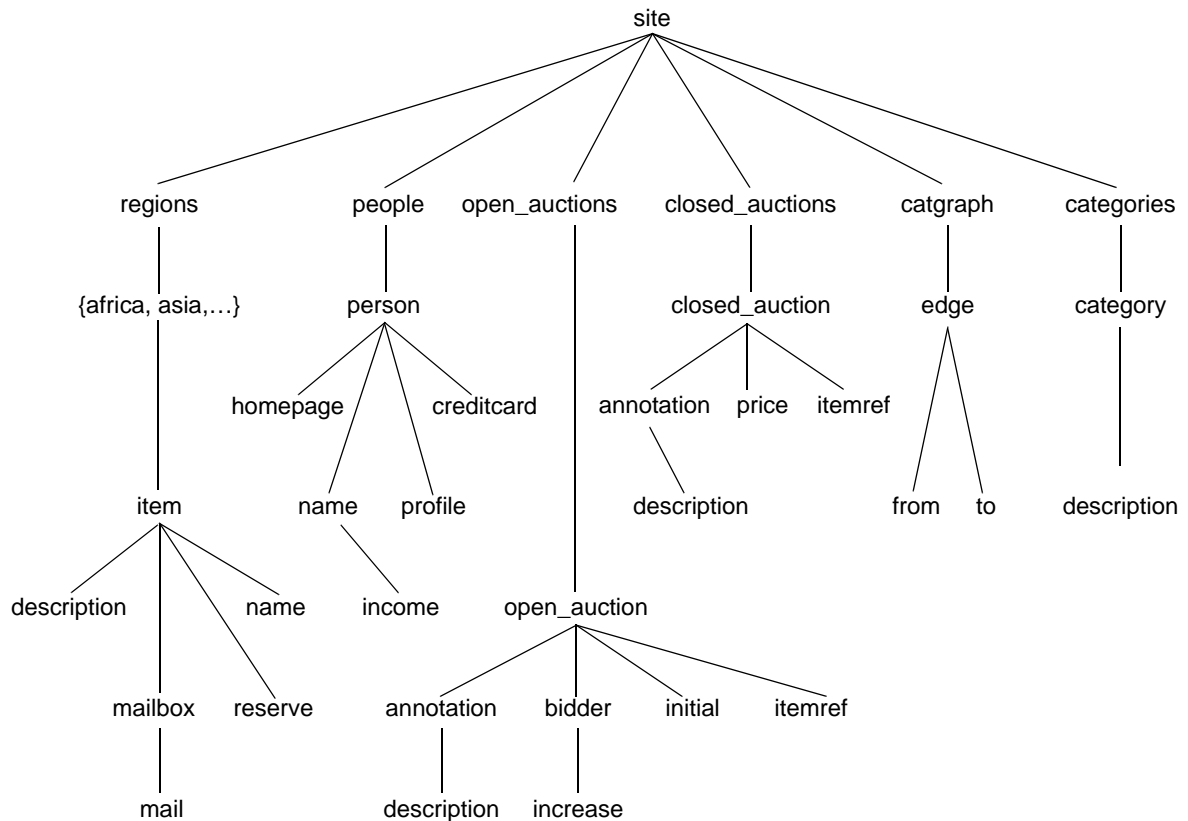 site
regions people open_auctions closed_auctions catgraph categories
{africa, asia,…} person closed_auction edge category
homepage creditcard annotation price itemref
item name profile description from to description
description name income open_auction
mailbox reserve annotation bidder initial itemref
mail description increase